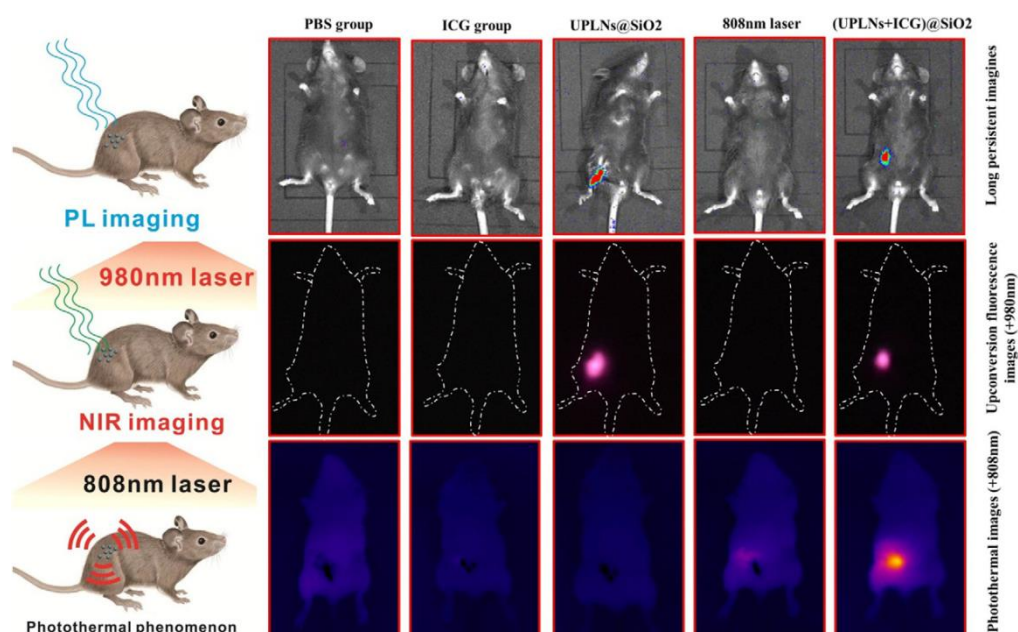 PBS group
ICG group
UPLNs@SiO2
808nm laser
(UPLNs+ICG)@SiO2
PL imaging
Long persistent imagines
980nm laser
NIR imaging
Upconversion fluorescence
images (+980nm)
808nm laser
Photothermal phenomenon
Photothermal images (+808nm)